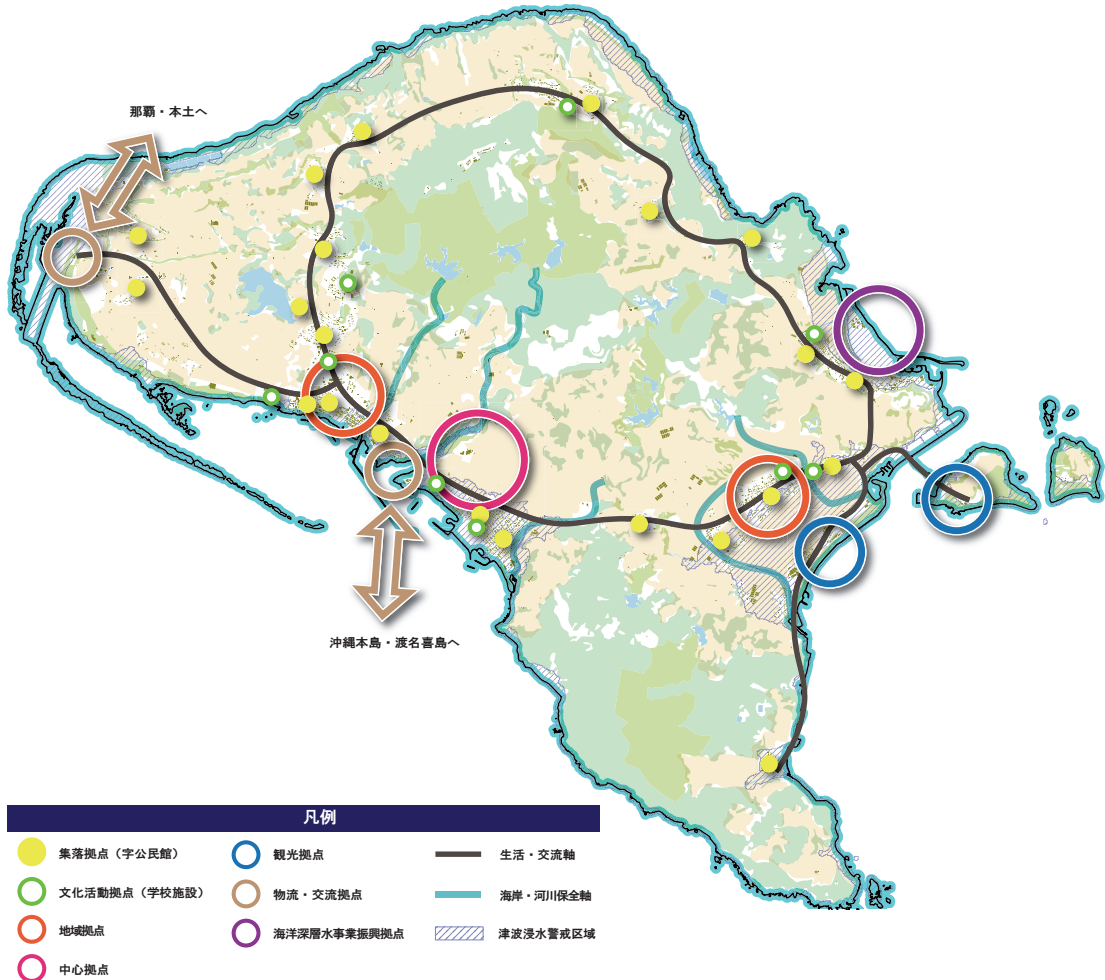 那覇・本土へ
沖縄本島・渡名喜島へ
凡例
集落拠点（字公民館）
観光拠点
生活・交流軸
文化活動拠点（学校施設）
物流・交流拠点
海岸・河川保全軸
地域拠点
海洋深層水事業振興拠点
津波浸水警戒区域
中心拠点